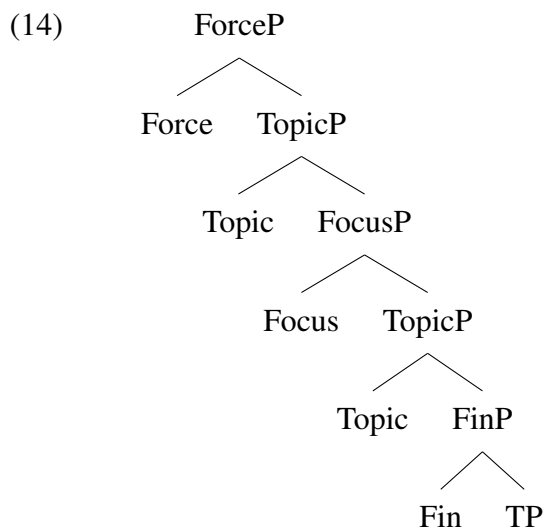 (14) ForceP
Force TopicP
Topic FocusP
Focus TopicP
Topic FinP
Fin TP